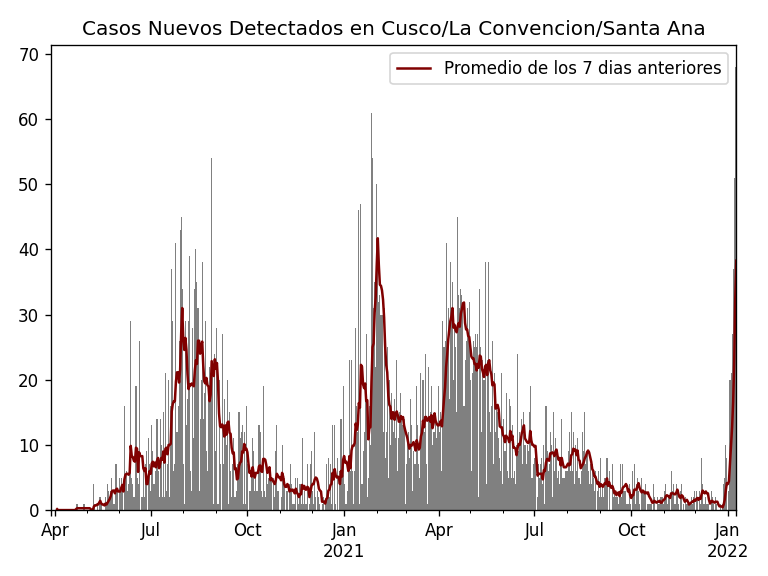 Casos Nuevos Detectados en Cusco/La Convencion/Santa Ana
Promedio de los 7 dias anteriores
70
60
50
40
30
20
10
0
Apr
Jul
Oct
Jan
2021
Apr
Jul
Oct
Jan
2022